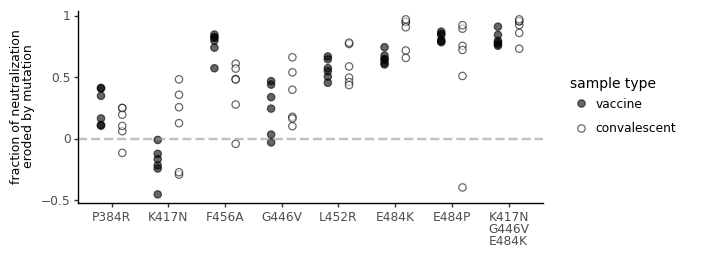 fraction of neutralization
eroded by mutation
1
0.5
0
−0.5
P384R K417N F456A G446V L452R E484K E484P K417N
G446V
E484K
sample type
vaccine
convalescent